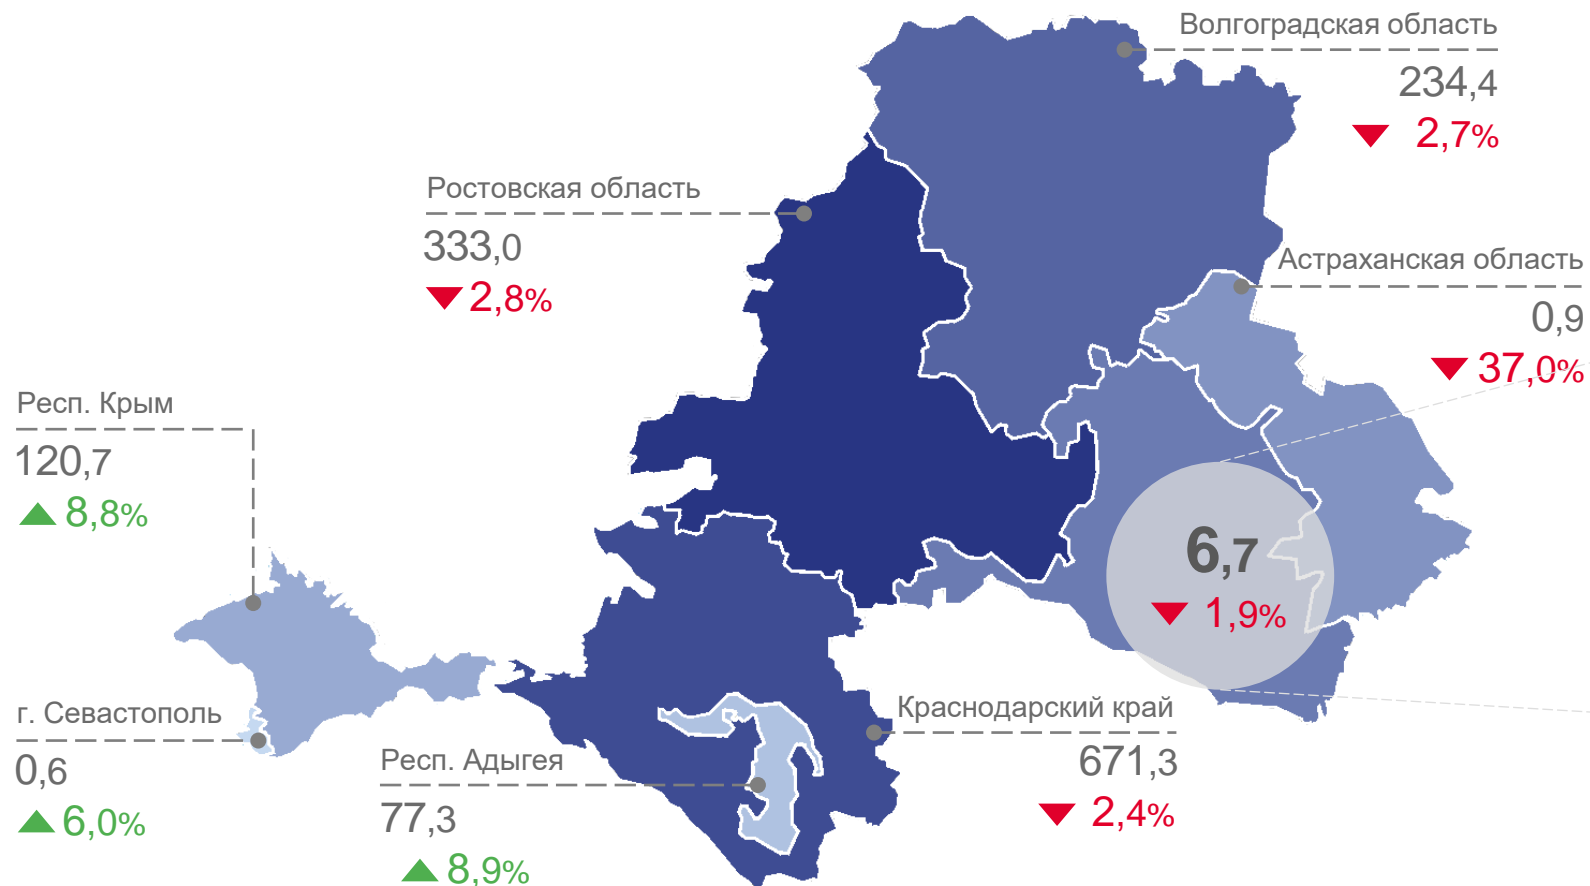 Волгоградская область
234,4
▼ 2,7%
Ростовская область
333,0
▼ 2,8%
Астраханская область
0,9
▼ 37,0%
Респ. Крым
120,7
▲ 8,8%
6,7
▼ 1,9%
г. Севастополь
0,6
▲ 6,0%
Респ. Адыгея
77,3
▲ 8,9%
Краснодарский край
671,3
▼ 2,4%